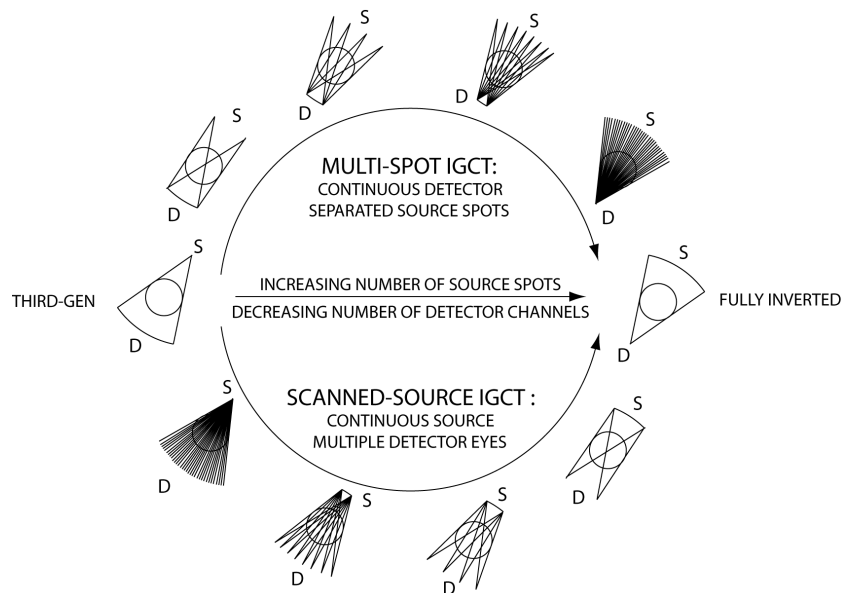 S
D
S
D
S
D
S
D
MULTI-SPOT IGCT:
CONTINUOUS DETECTOR
SEPARATED SOURCE SPOTS
THIRD-GEN
S
D
INCREASING NUMBER OF SOURCE SPOTS
DECREASING NUMBER OF DETECTOR CHANNELS
S
D
FULLY INVERTED
SCANNED-SOURCE IGCT :
CONTINUOUS SOURCE
MULTIPLE DETECTOR EYES
S
D
S
D
S
D
S
D